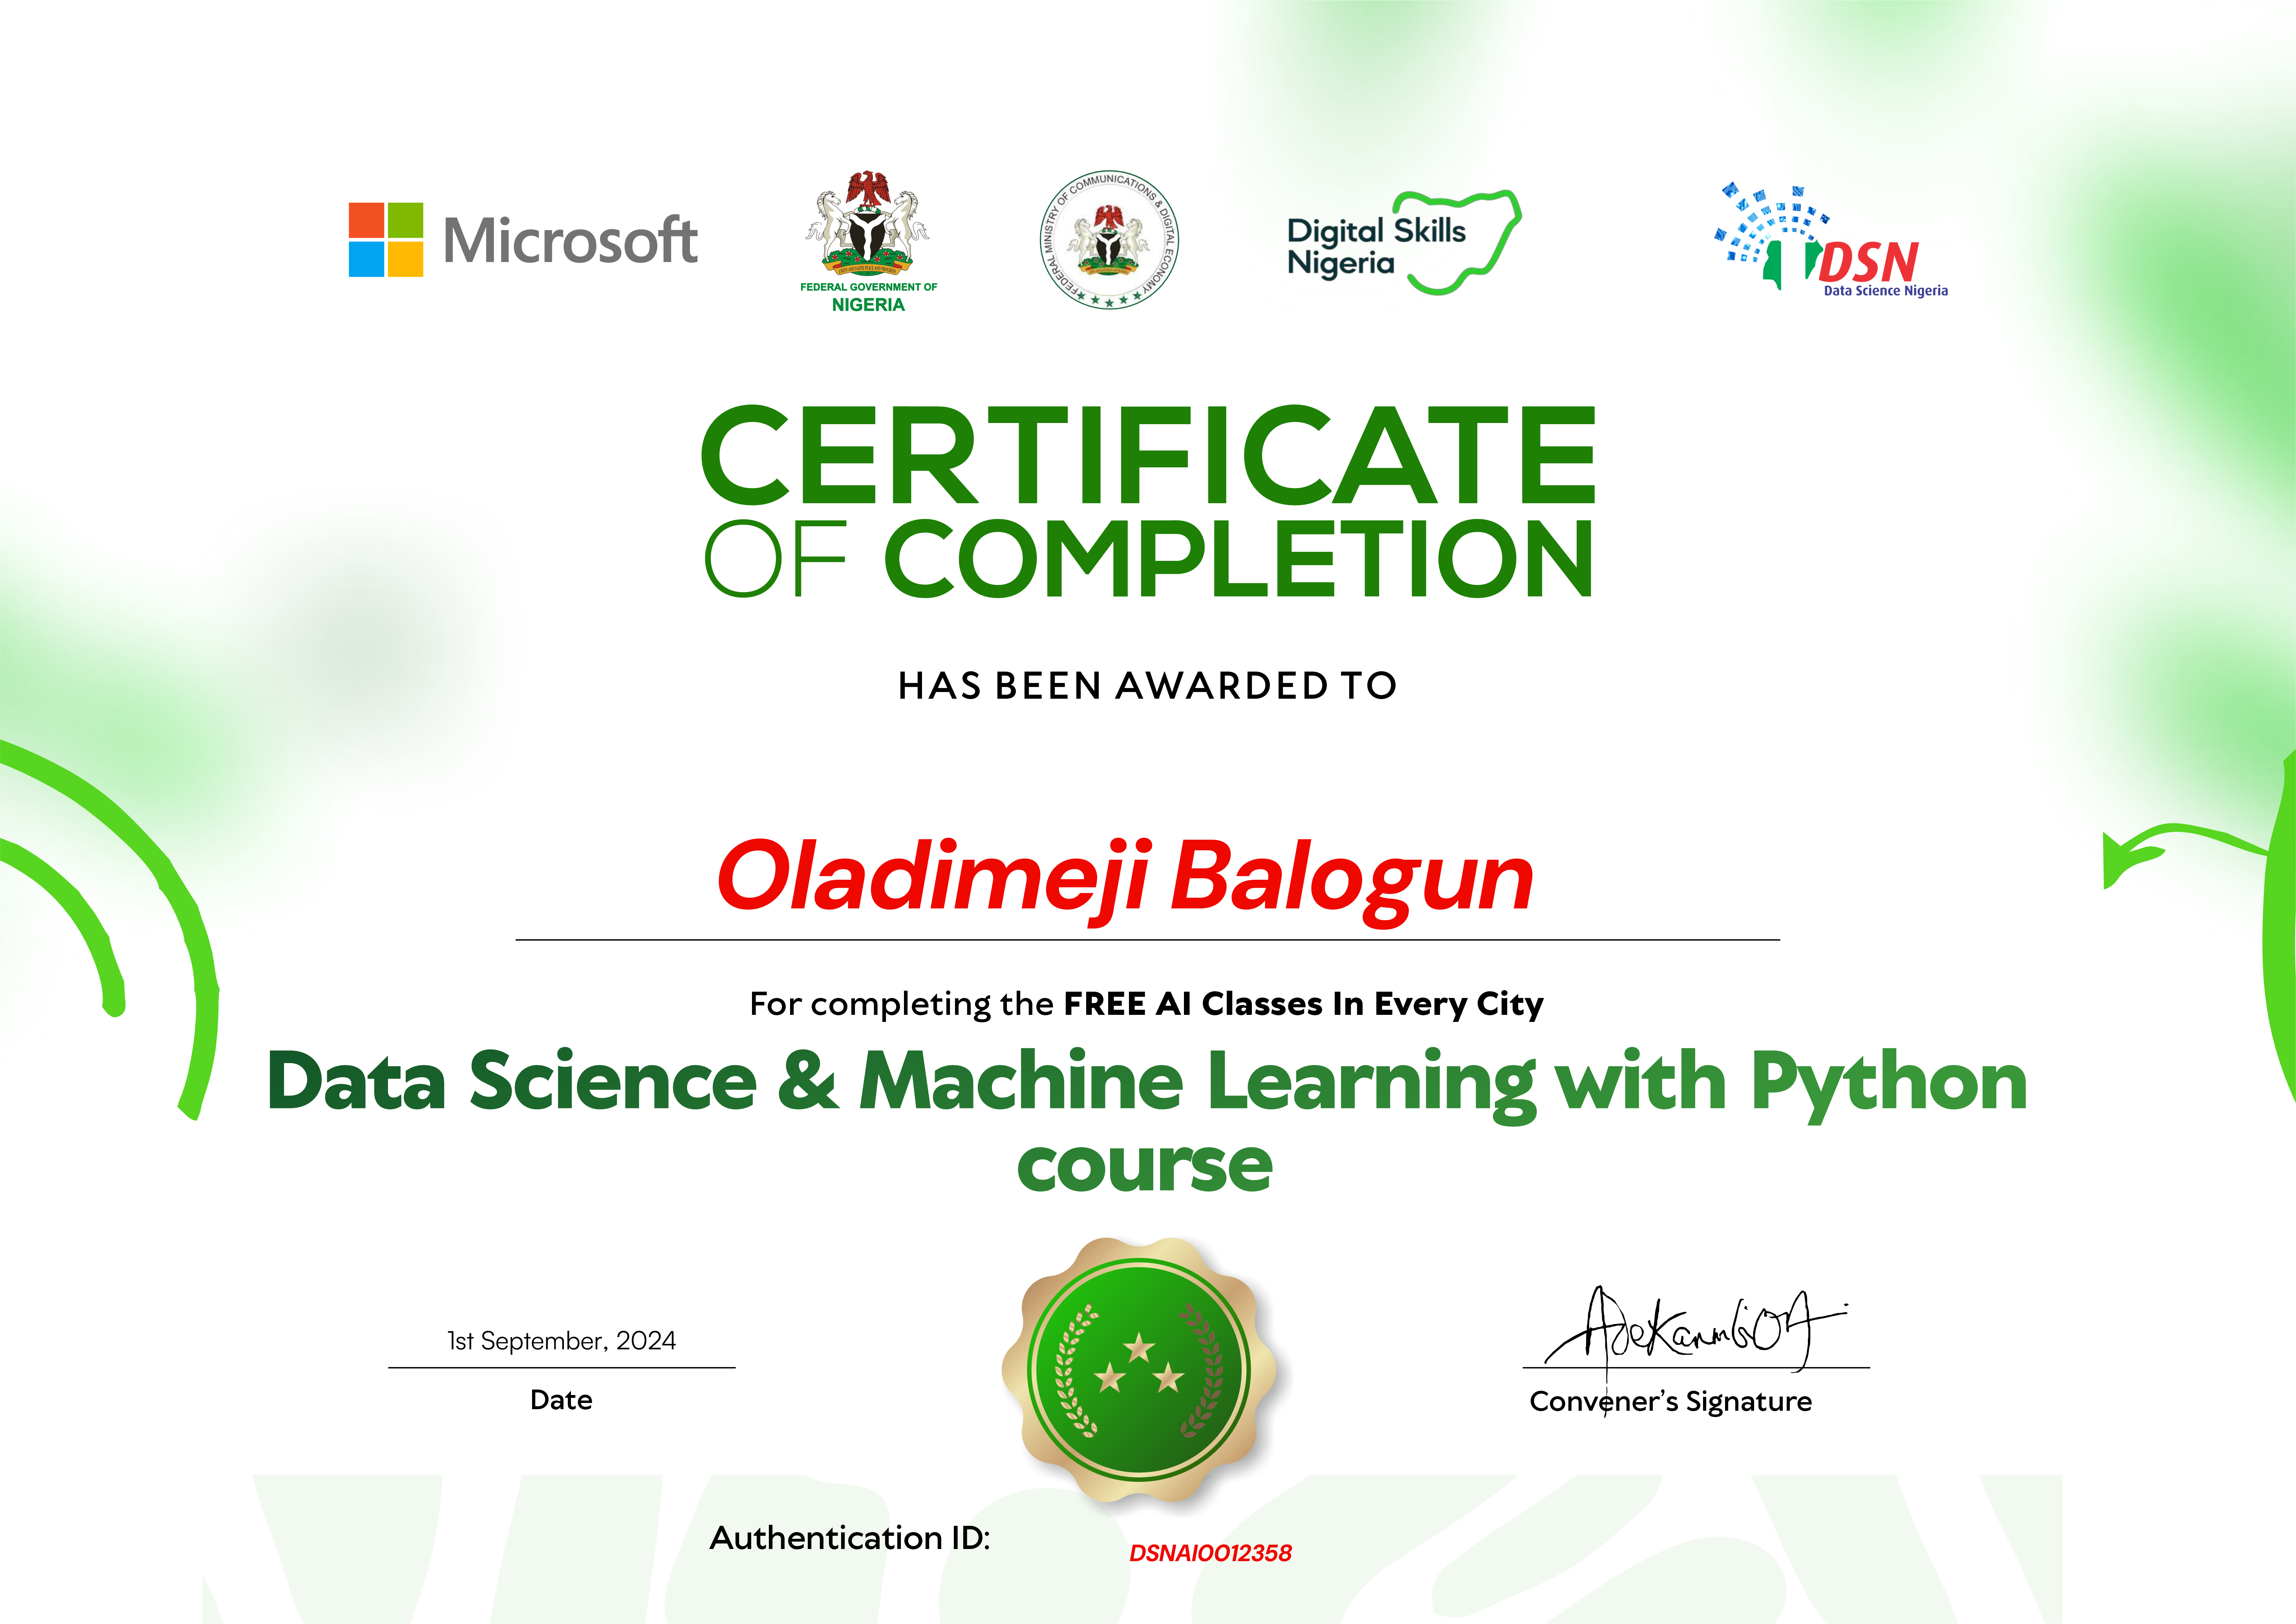 Microsoft
FEDERAL GOVERNMENT OF
NIGERIA
FEDERAL MINISTRY OF COMMUNICATIONS & DIGITAL ECONOMY
Digital Skills
Nigeria
DSN
Data Science Nigeria
CERTIFICATE
OF COMPLETION
HAS BEEN AWARDED TO
Oladimeji Balogun
For completing the FREE AI Classes In Every City
Data Science & Machine Learning with Python
course
1st September, 2024
Date
Convener's Signature
Authentication ID:
DSNAI0012358